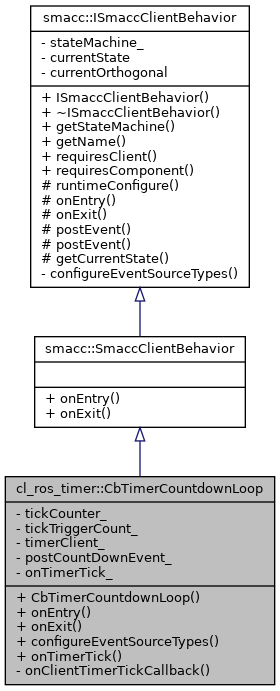 smacc::ISmaccClientBehavior
- stateMachine_
- currentState
- currentOrthogonal
+ ISmaccClientBehavior()
+ ~ISmaccClientBehavior()
+ getStateMachine()
+ getName()
+ requiresClient()
+ requiresComponent()
# runtimeConfigure()
# onEntry()
# onExit()
# postEvent()
# postEvent()
# getCurrentState()
- configureEventSourceTypes()
smacc::SmaccClientBehavior
+ onEntry()
+ onExit()
cl_ros_timer::CbTimerCountdownLoop
- tickCounter_
- tickTriggerCount_
- timerClient_
- postCountDownEvent_
- onTimerTick_
+ CbTimerCountdownLoop()
+ onEntry()
+ onExit()
+ configureEventSourceTypes()
+ onTimerTick()
- onClientTimerTickCallback()